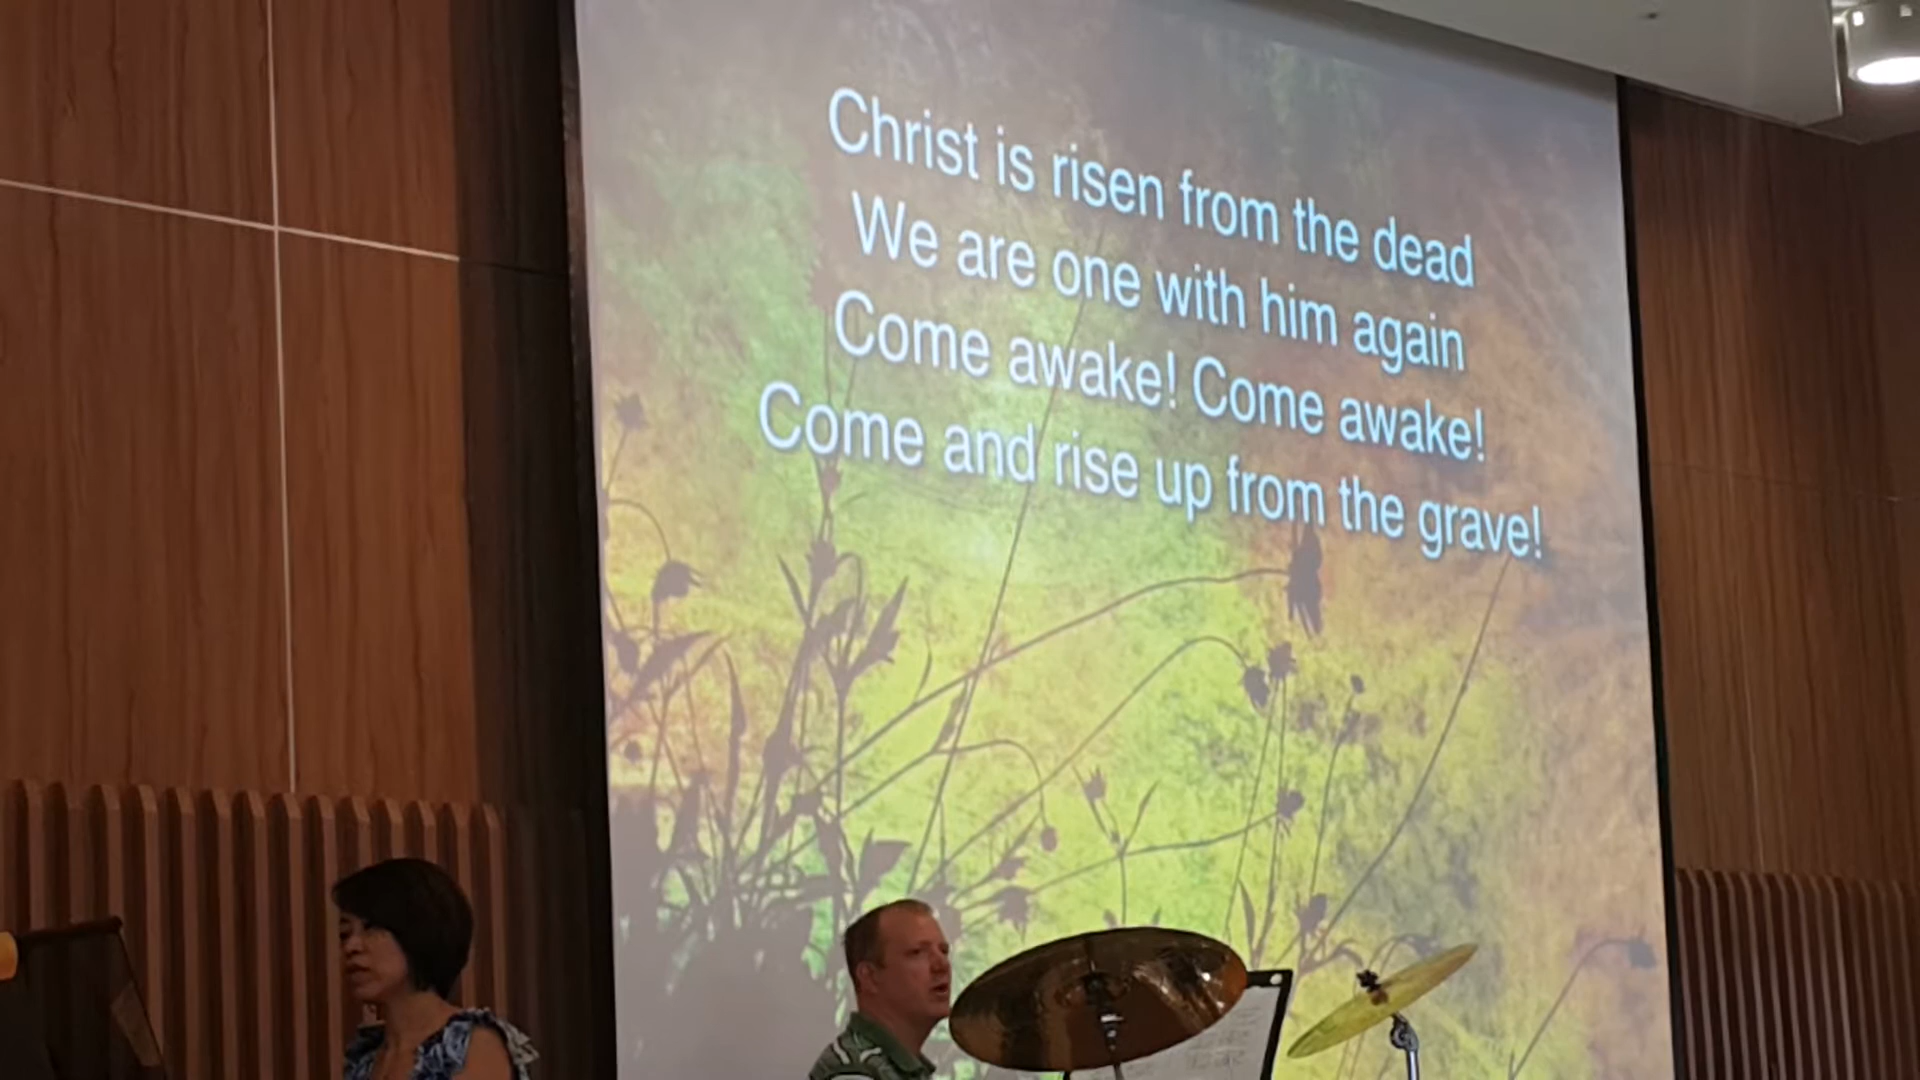 Christ is risen from the dead
We are one with him again
Come awake! Come awake!
Come and rise up from the grave!